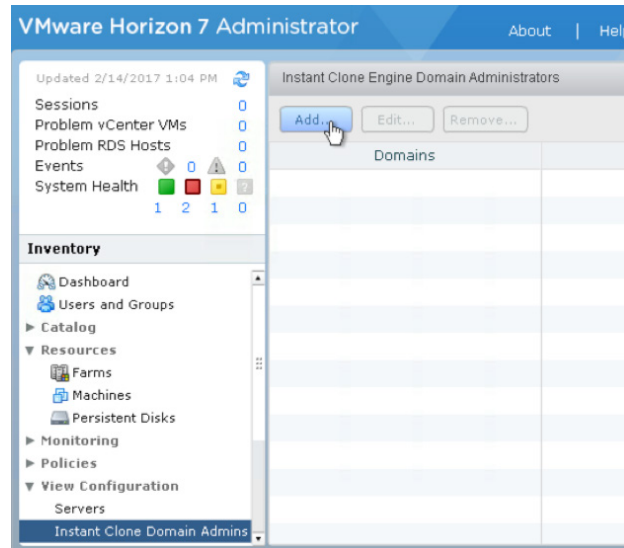 VMware Horizon 7 Administrator
About | Help
Updated 2/14/2017 1:04 PM
Sessions 0
Problem vCenter VMs 0
Problem RDS Hosts 0
Events 0 0
System Health ?
1 2 1 0
Inventory
Dashboard
Users and Groups
Catalog
Resources
Farms
Machines
Persistent Disks
Monitoring
Policies
View Configuration
Servers
Instant Clone Domain Admins
Instant Clone Engine Domain Administrators
Add... Edit... Remove...
Domains